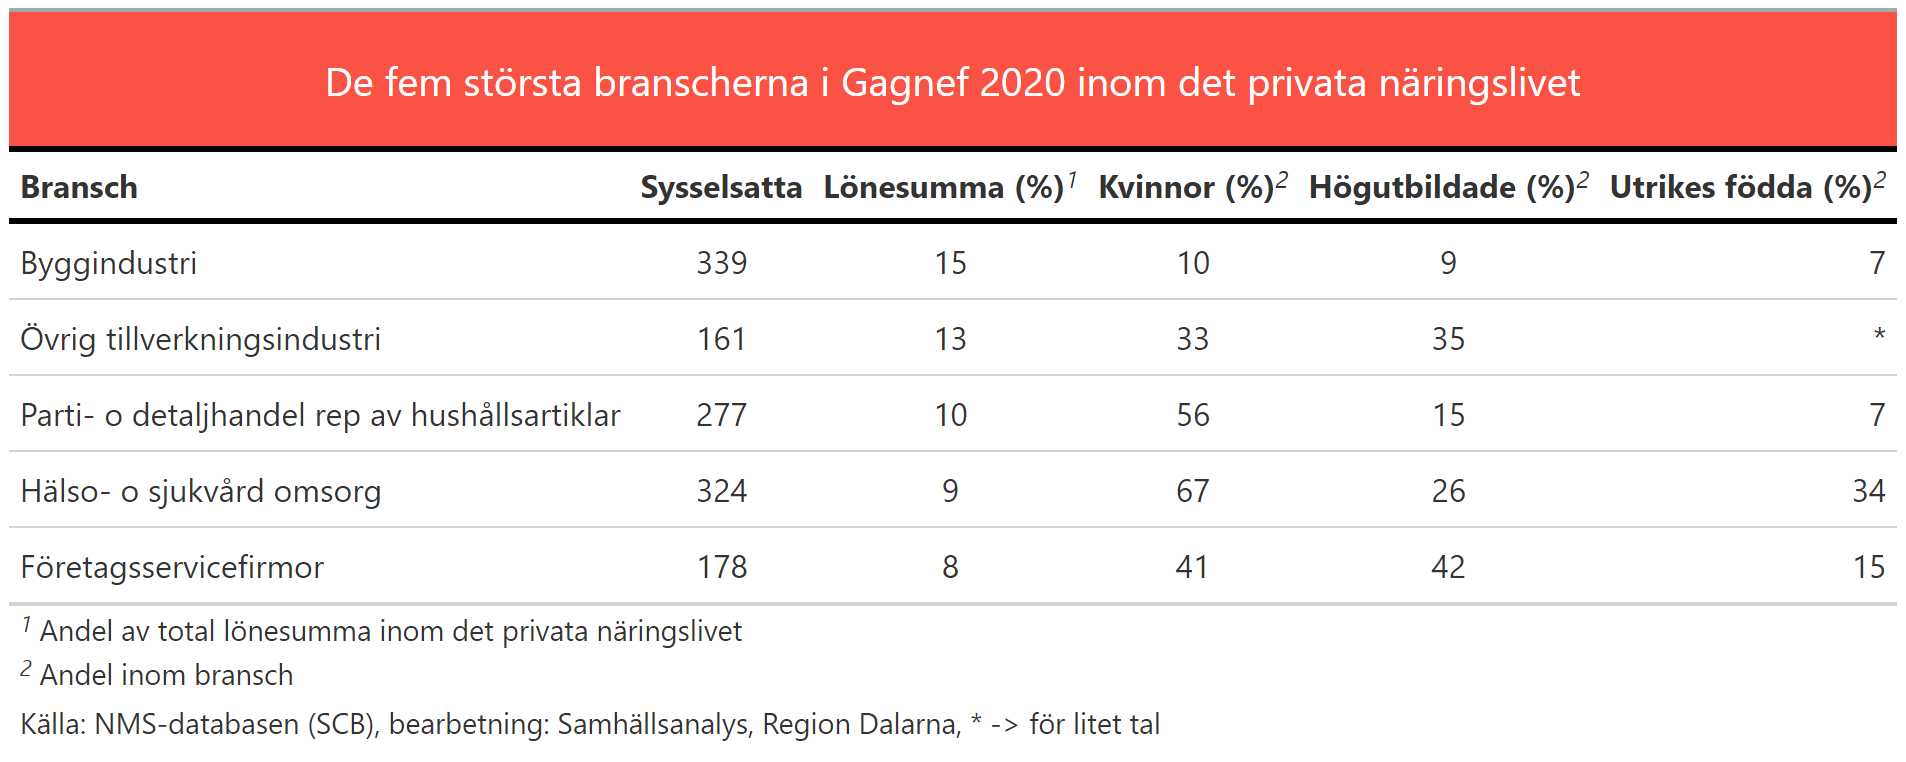 De fem största branscherna i Gagnef 2020 inom det privata näringslivet
Bransch Sysselsatta Lönesumma (%)1 Kvinnor (%)2 Högutbildade (%)2 Utrikes födda (%)2
Byggindustri 339 15 10 9 7
Övrig tillverkningsindustri 161 13 33 35 *
Parti- o detaljhandel rep av hushållsartiklar 277 10 56 15 7
Hälso- o sjukvård omsorg 324 9 67 26 34
Företagsservicefirmor 178 8 41 42 15
1 Andel av total lönesumma inom det privata näringslivet
2 Andel inom bransch
Källa: NMS-databasen (SCB), bearbetning: Samhällsanalys, Region Dalarna, * -> för litet tal